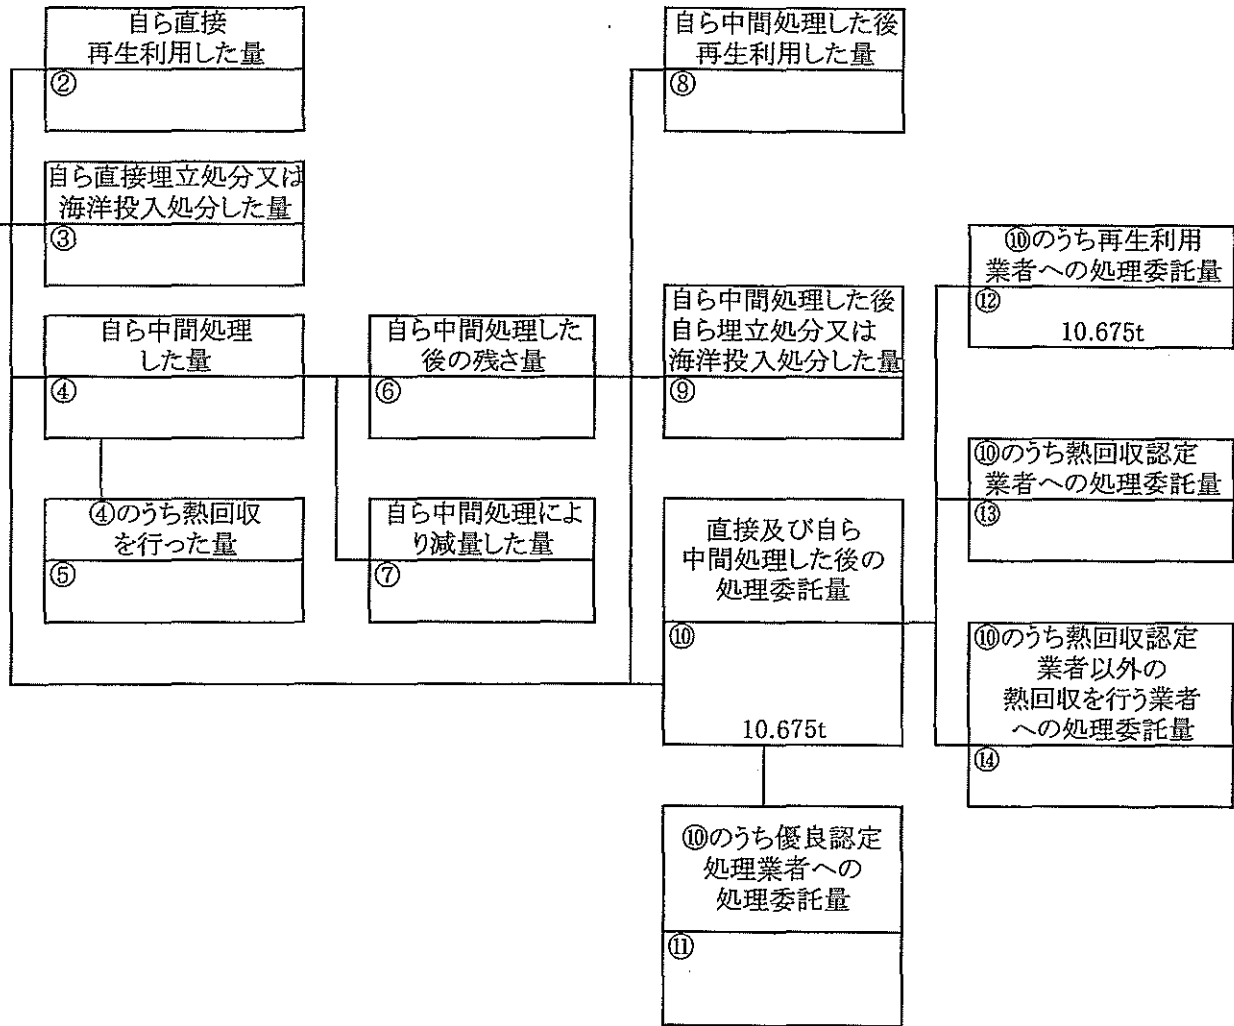 自ら直接
再生利用した量
②
自ら中間処理した後
再生利用した量
⑧
自ら直接埋立処分又は
海洋投入処分した量
③
⑩のうち再生利用
業者への処理委託量
⑫
10.675t
自ら中間処理した後
自ら埋立処分又は
海洋投入処分した量
⑨
自ら中間処理
した量
④
自ら中間処理した
後の残さ量
⑥
⑩のうち熱回収認定
業者への処理委託量
⑬
④のうち熱回収
を行った量
⑤
自ら中間処理によ
り減量した量
⑦
直接及び自ら
中間処理した後の
処理委託量
⑩
10.675t
⑩のうち熱回収認定
業者以外の
熱回収を行う業者
への処理委託量
⑭
⑩のうち優良認定
処理業者への
処理委託量
⑪